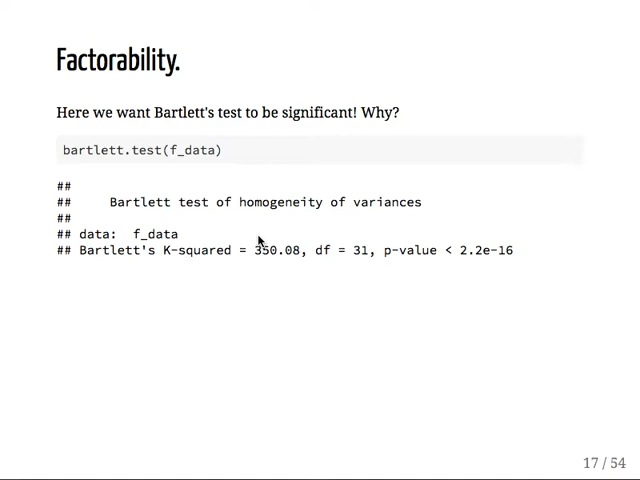 Factorability.
Here we want Bartlett's test to be significant! Why?
bartlett.test(f_data)
##
## Bartlett test of homogeneity of variances
##
## data: f_data
## Bartlett's K-squared = 350.08, df = 31, p-value < 2.2e-16
17 / 54